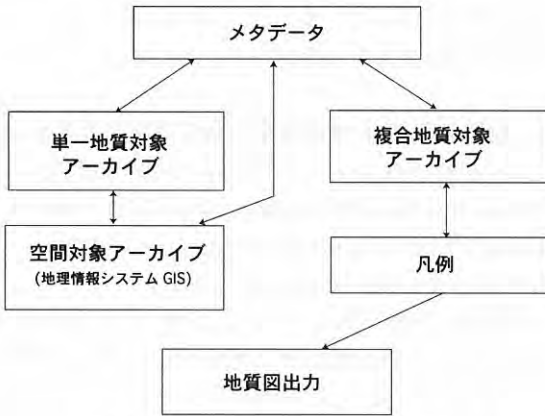 メタデータ
単一地質対象
アーカイブ
複合地質対象
アーカイブ
空間対象アーカイブ
(地理情報システム GIS)
凡例
地質図出力